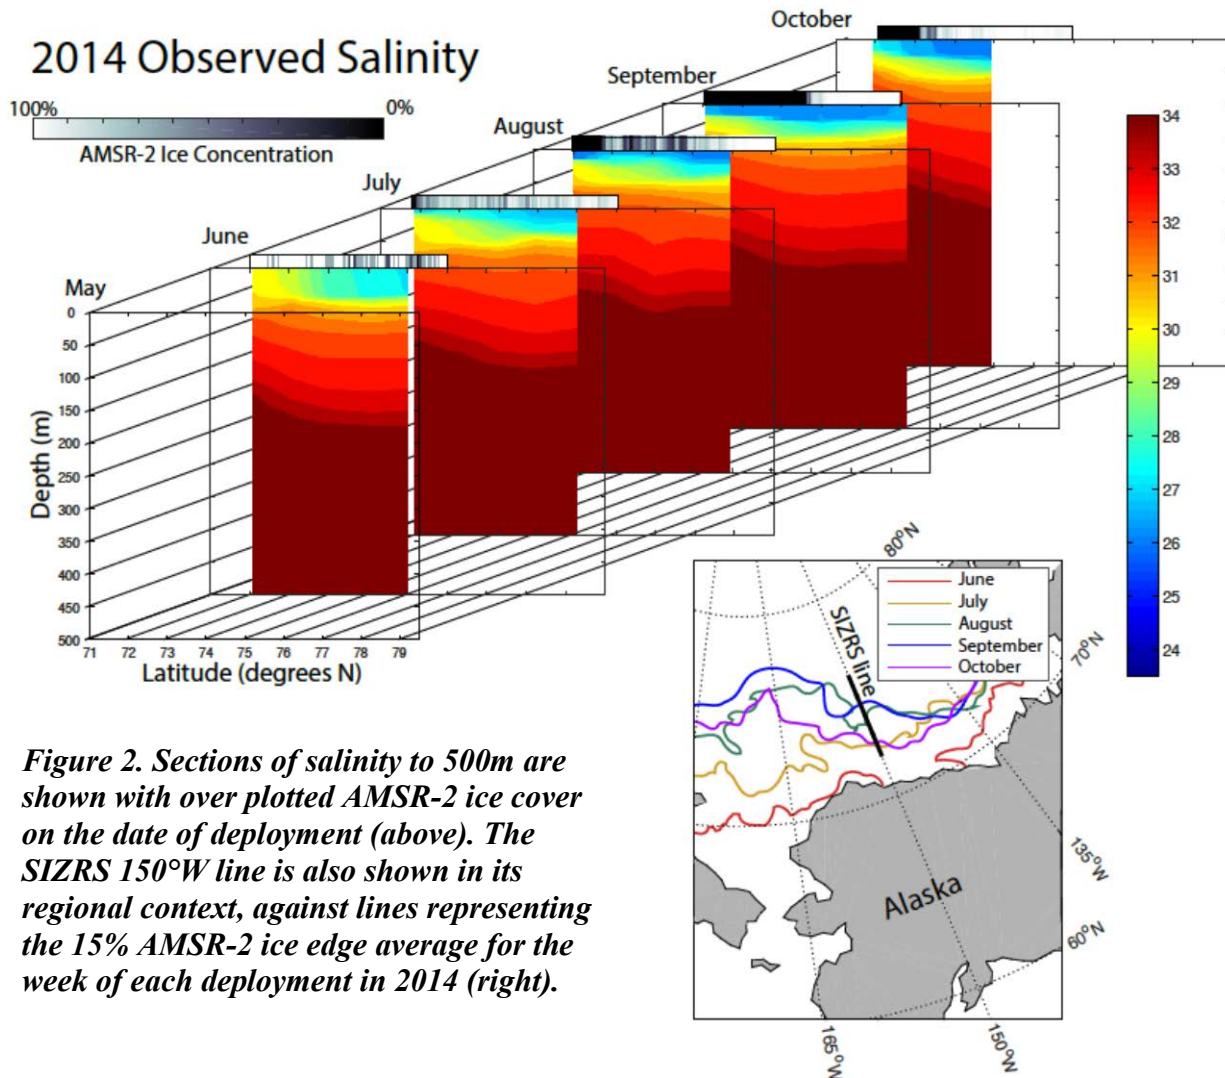 October
2014 Observed Salinity
September
100%
0%
August
AMSR-2 Ice Concentration
July
June
May
Depth (m)
0
50
100
150
200
250
300
350
400
450
500
71 72 73 74 75 76 77 78 79
Latitude (degrees N)
34
33
32
31
30
29
28
27
26
25
24
80°N
June
July
August
September
October
SIZRS line
70°N
Alaska
135°W
60°N
165°W
150°W
Figure 2. Sections of salinity to 500m are
shown with over plotted AMSR-2 ice cover
on the date of deployment (above). The
SIZRS 150°W line is also shown in its
regional context, against lines representing
the 15% AMSR-2 ice edge average for the
week of each deployment in 2014 (right).